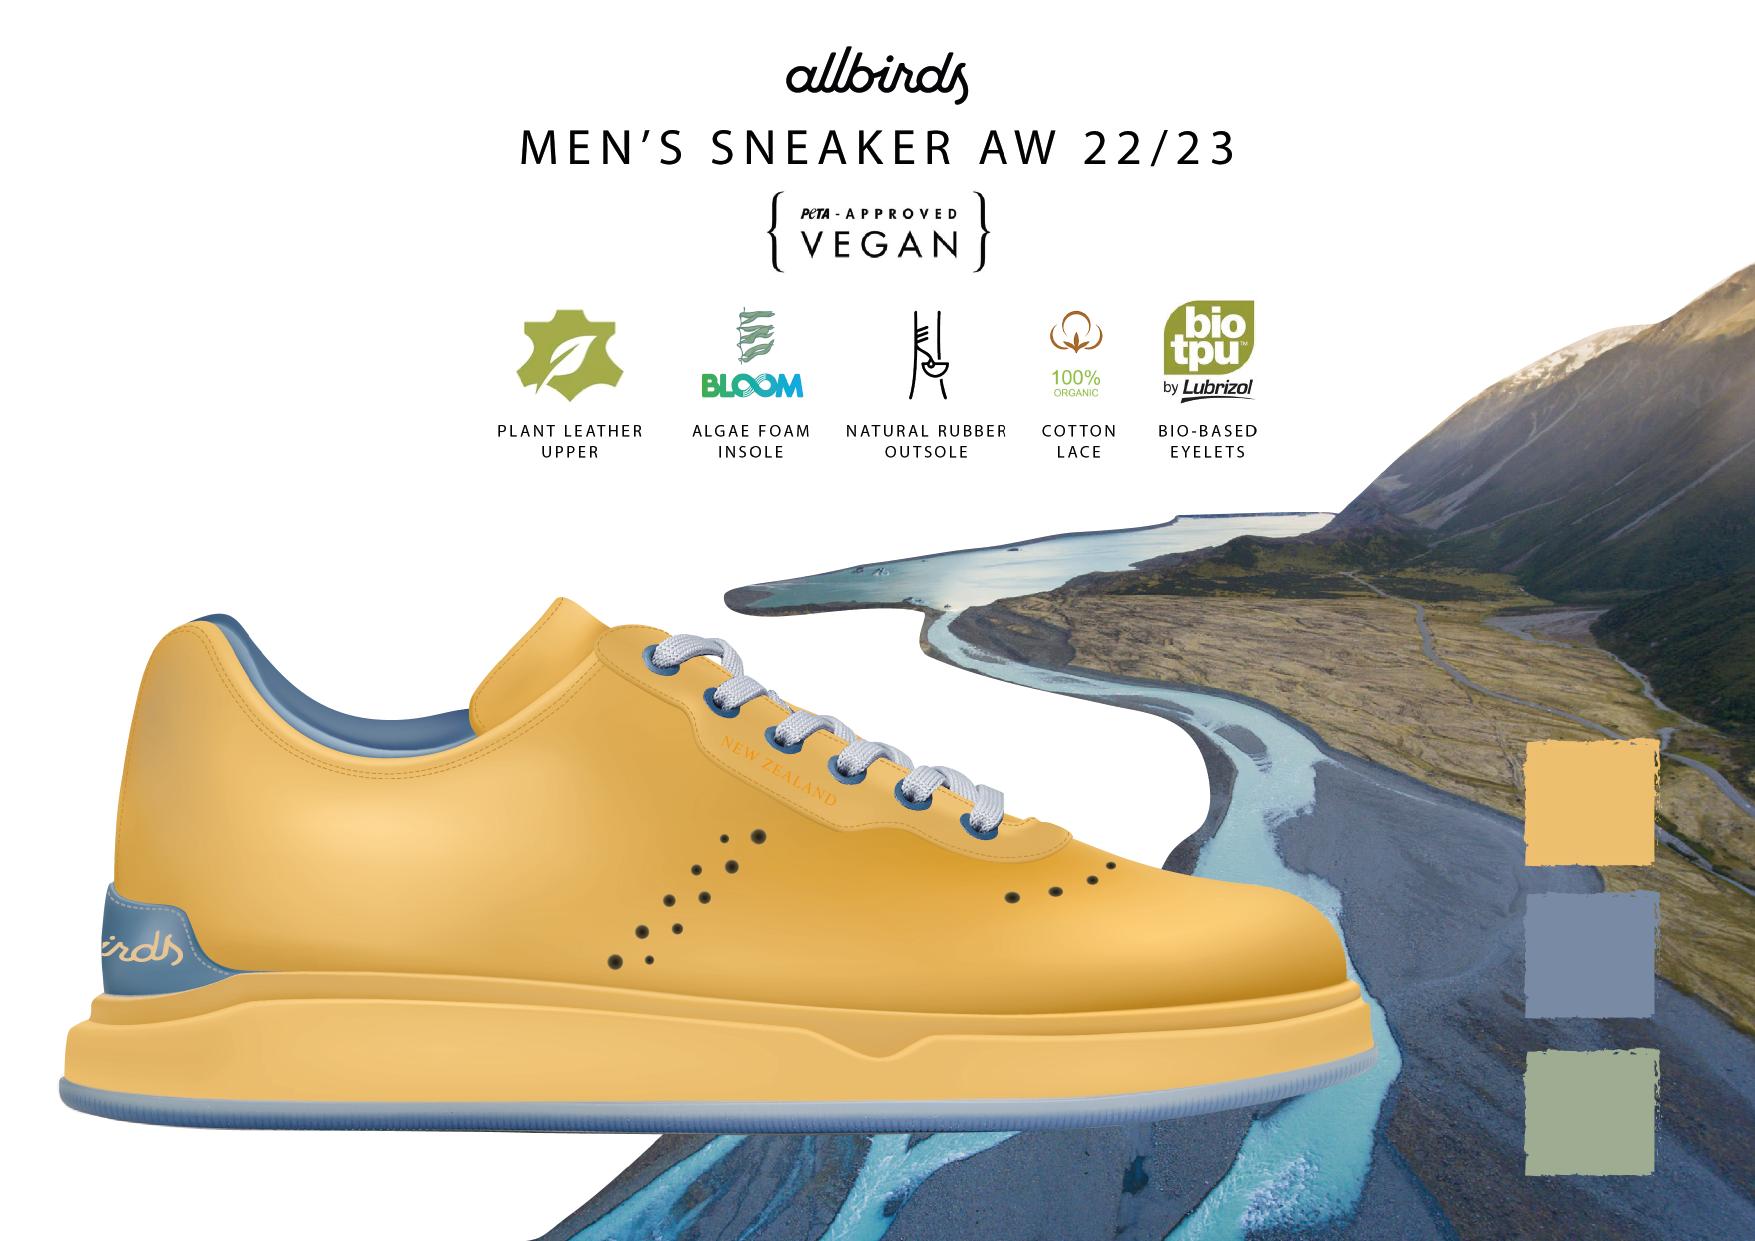 allbirds
MEN'S SNEAKER AW 22/23
PETA-APPROVED
VEGAN
BLOOM
100%
ORGANIC
bio
tpu™
by Lubrizol
PLANT LEATHER
UPPER
ALGAE FOAM
INSOLE
NATURAL RUBBER
OUTSOLE
COTTON
LACE
BIO-BASED
EYELETS
NEW ZEALAND
irds